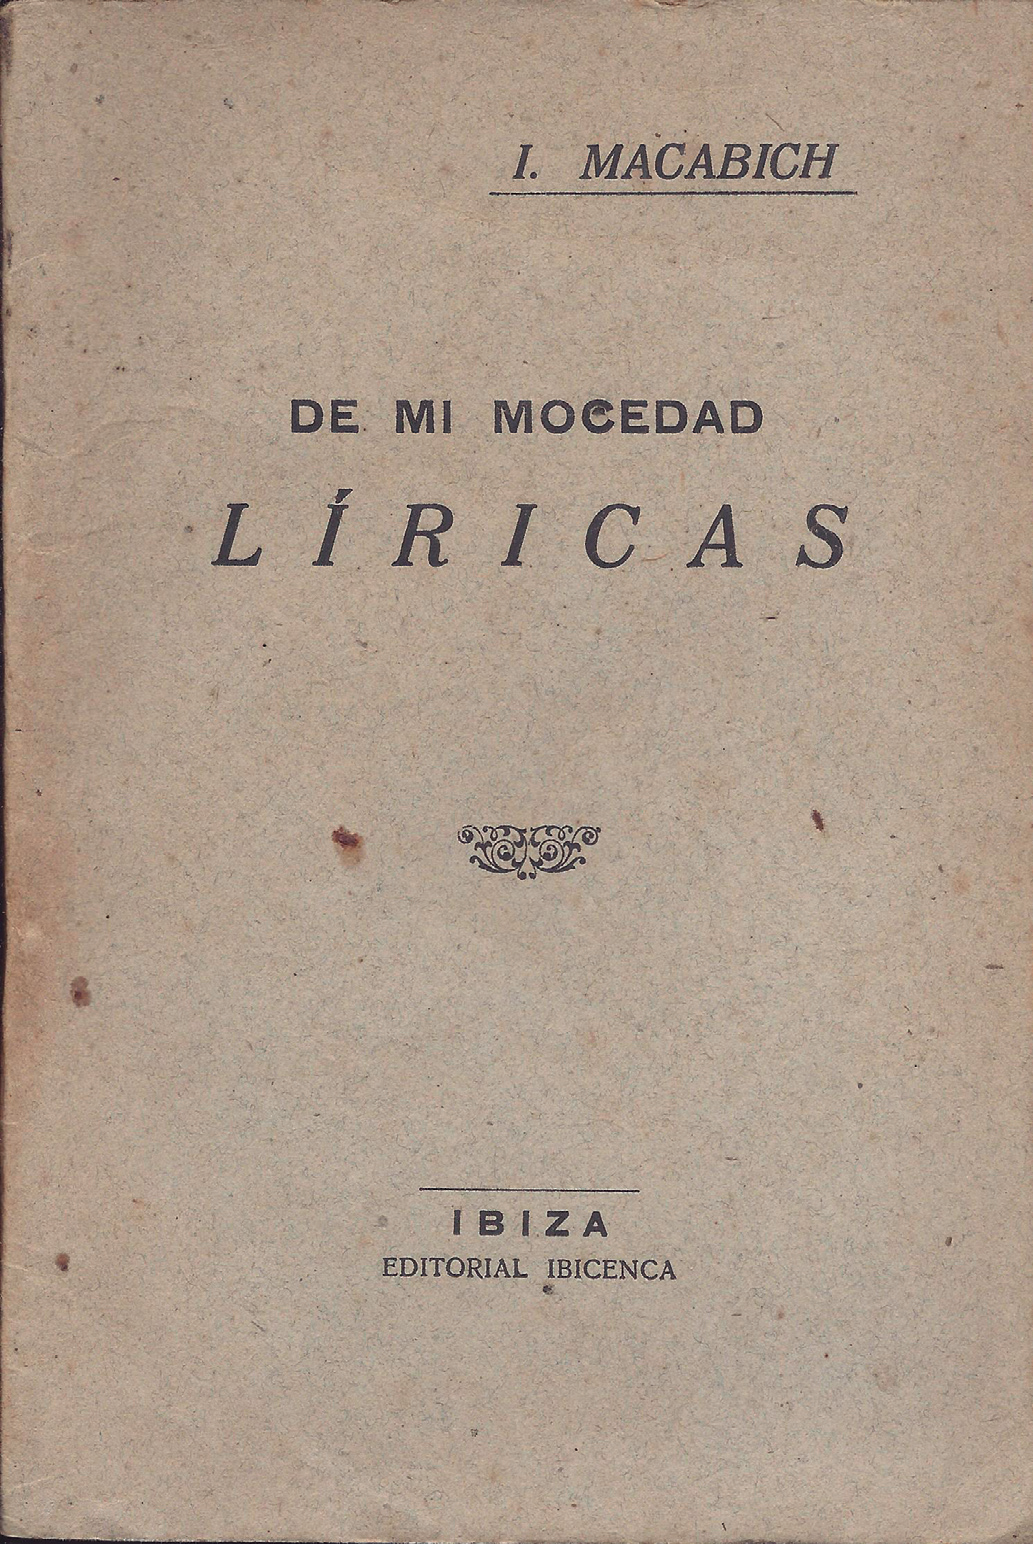 I. MACABICH
DE MI MOCEDAD
LÍRICAS
IBIZA
EDITORIAL IBICENCA